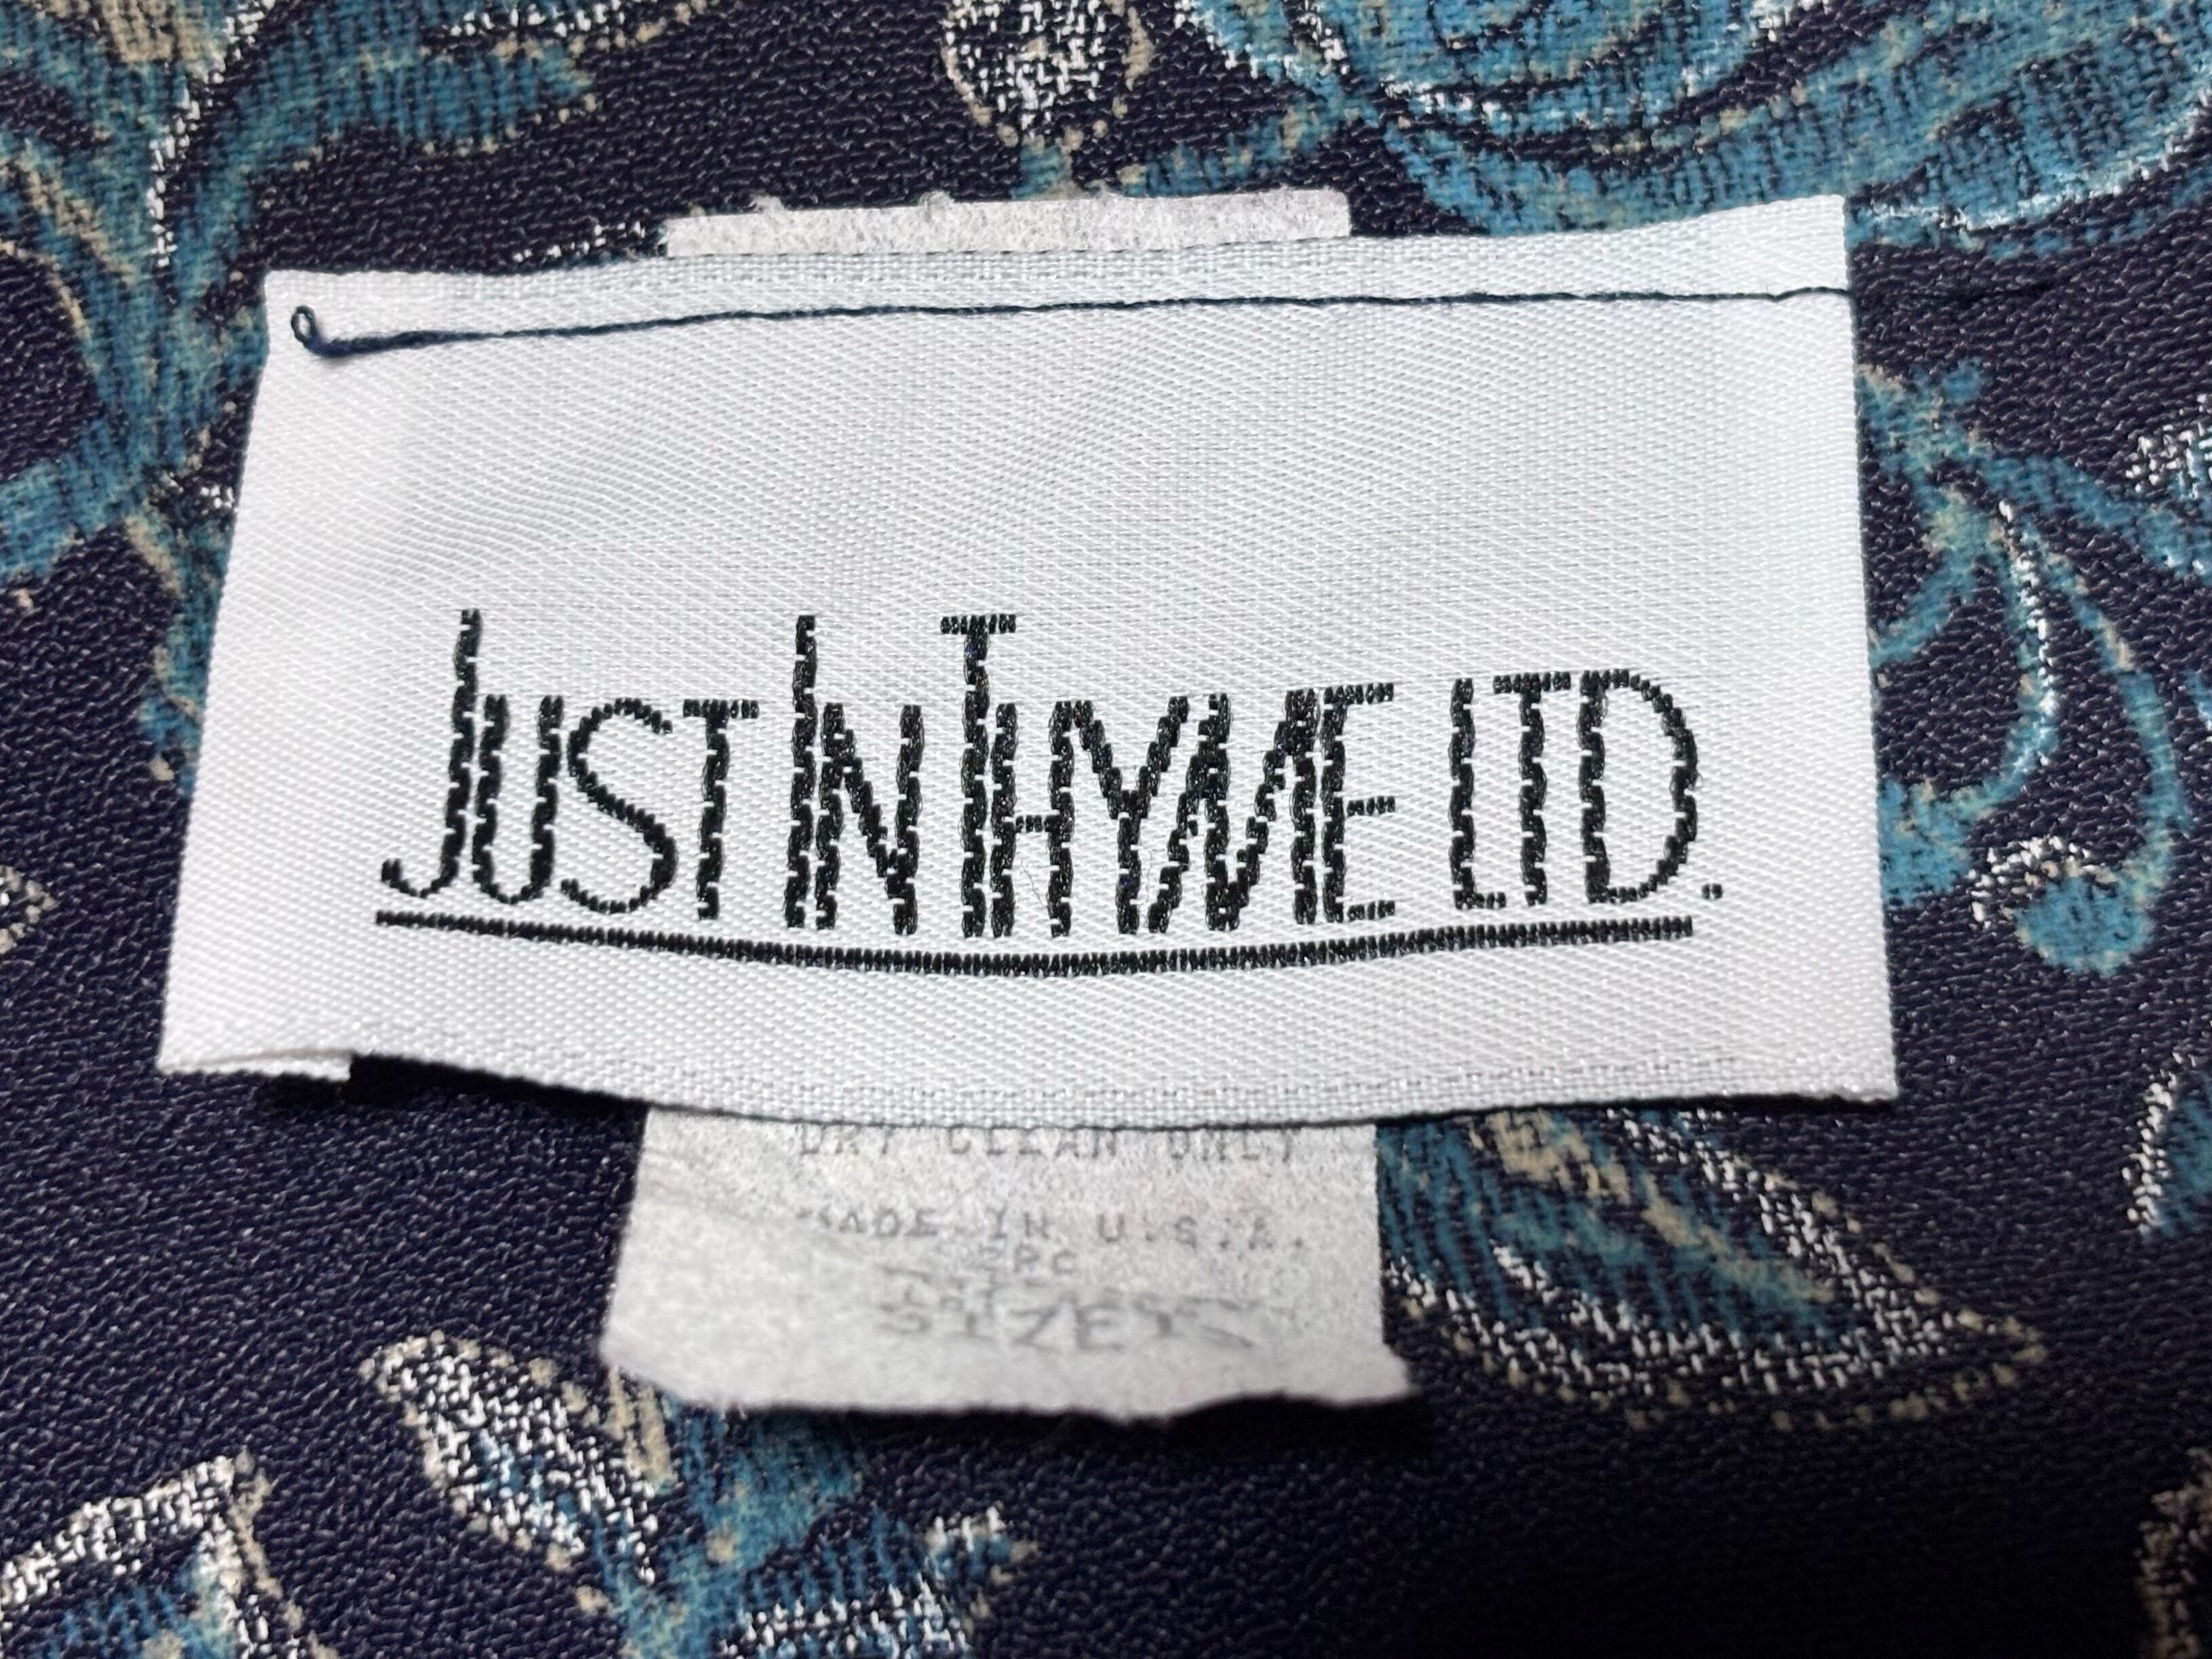 JUST IN THYME LTD.
DRY CLEAN ONLY
MADE IN U.S.A.
SIZE